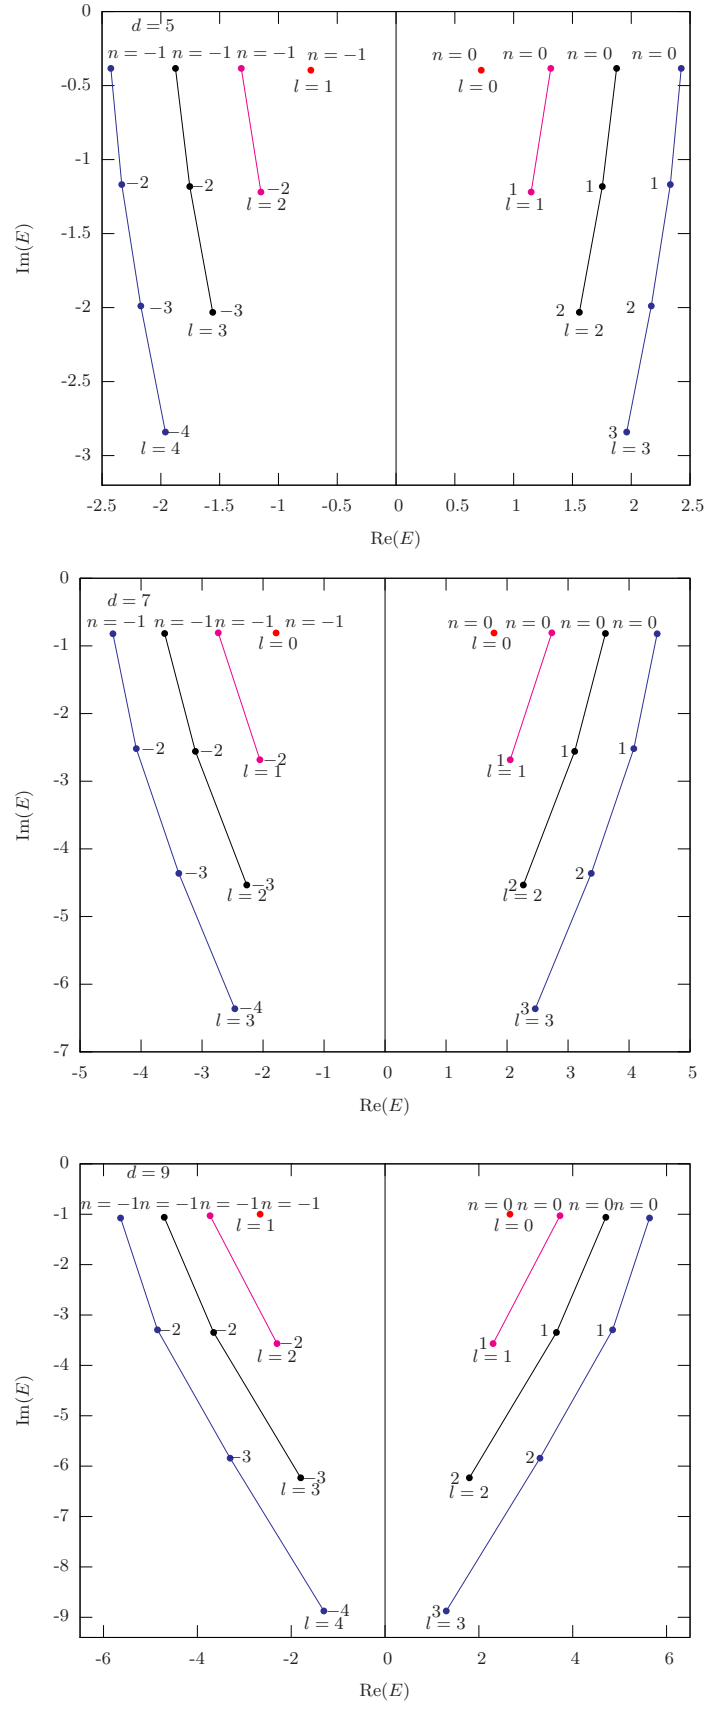 0
d = 5
n = −1 n = −1 n = −1 n = −1 n = 0 n = 0 n = 0 n = 0
-0.5
l = 1 l = 0
-1
−2 −2 −2 1 1 1
l = 2 l = 1
-1.5
Im(E)
-2
−3 −3 2 2
l = 3 l = 2
-2.5
−4 3
l = 4 l = 3
-3
-2.5 -2 -1.5 -1 -0.5 0 0.5 1 1.5 2 2.5
Re(E)
0
d = 7
n = −1 n = −1 n = −1 n = −1 n = 0 n = 0 n = 0 n = 0
-1
l = 0 l = 0
-2
−2 −2 −2 1 1 1
l = 1 l = 1
-3
Im(E)
-4
−3 −3 2 2
l = 2 l = 2
-5
-6
−4 3
l = 3 l = 3
-7
-5 -4 -3 -2 -1 0 1 2 3 4 5
Re(E)
0
d = 9
n = −1 n = −1 n = −1 n = −1 n = 0 n = 0 n = 0 n = 0
-1
l = 1 l = 0
-2
-3
−2 −2 −2 1 1 1
l = 2 l = 1
-4
Im(E)
-5
−3 −3 2 2
-6
l = 3 l = 2
-7
-8
−4 3
l = 4 l = 3
-9
-6 -4 -2 0 2 4 6
Re(E)